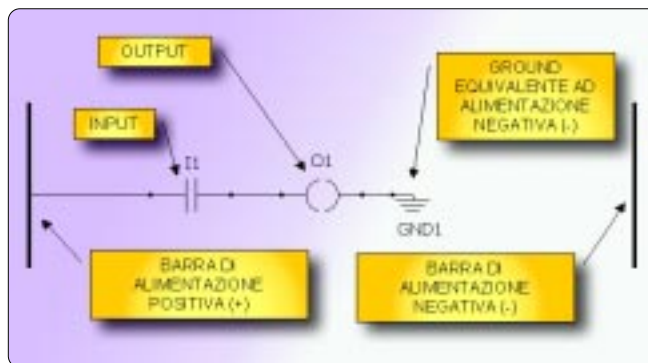 OUTPUT
GROUND
EQUIVALENTE AD
ALIMENTAZIONE
NEGATIVA (-)
INPUT
I1
O1
GND1
BARRA DI
ALIMENTAZIONE
POSITIVA (+)
BARRA DI
ALIMENTAZIONE
NEGATIVA (-)